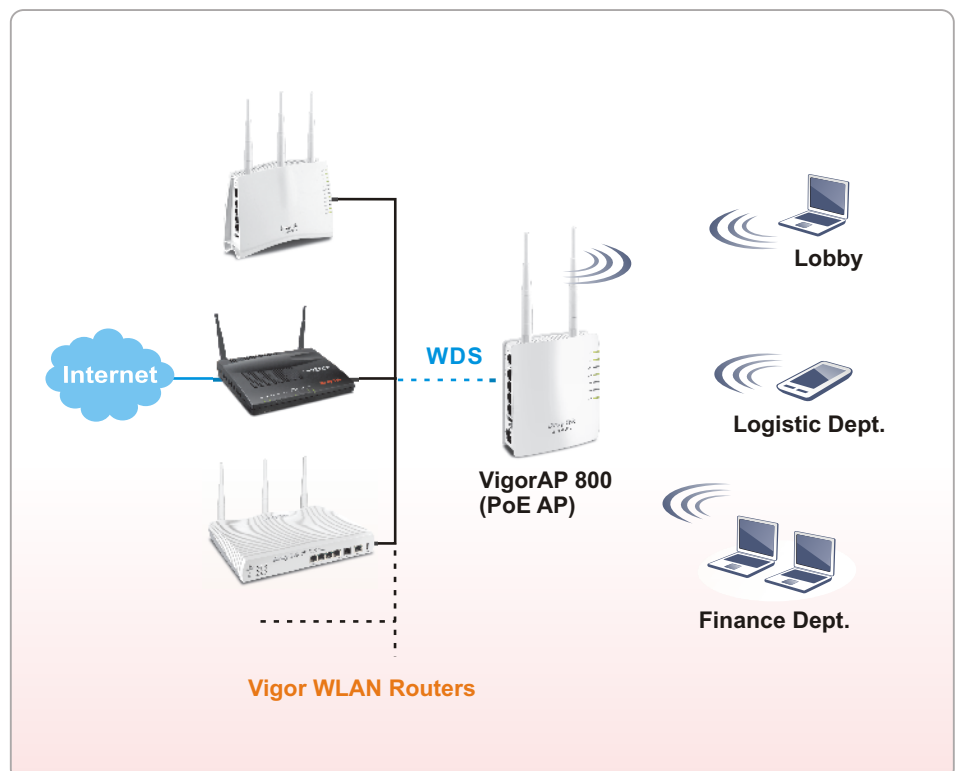 Internet
WDS
VigorAP 800
(PoE AP)
Lobby
Logistic Dept.
Finance Dept.
Vigor WLAN Routers